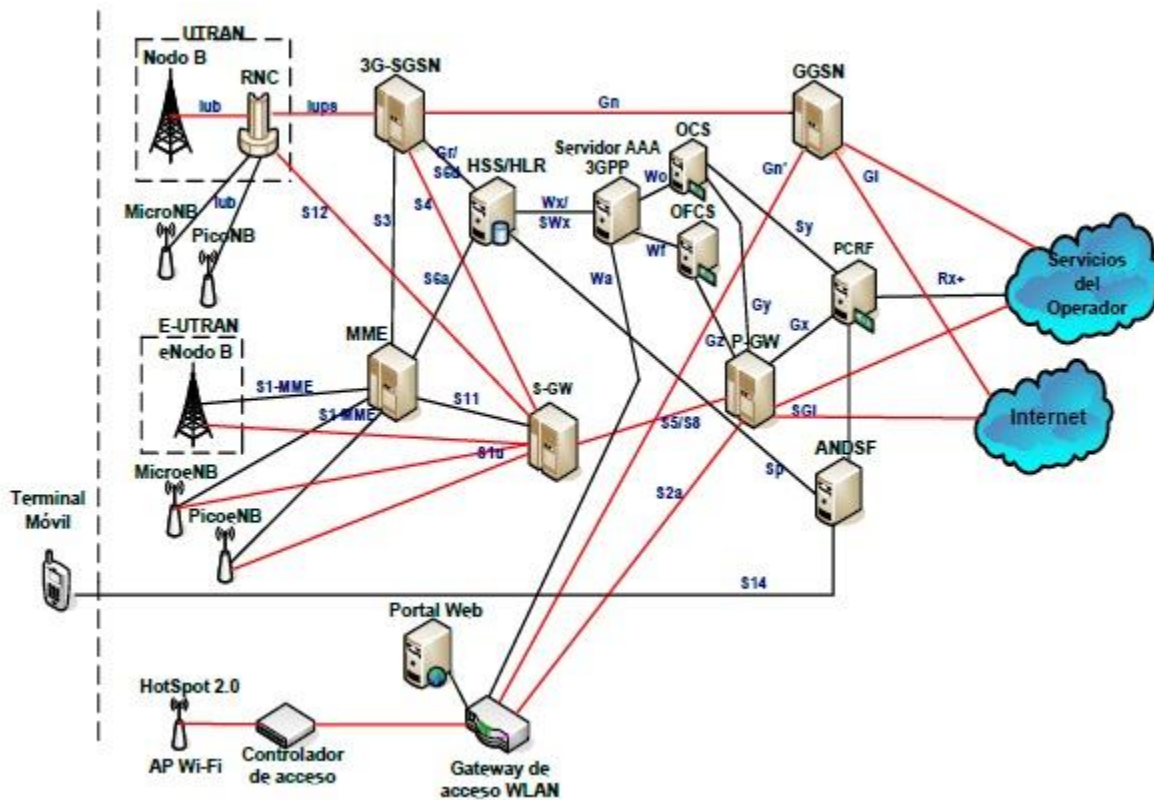 UTRAN
Nodo B
RNC
Iub
Iups
3G-SGSN
Gn
GGSN
OCS
Servidor AAA
3GPP
Gr/
S6d
HSS/HLR
Wo
Gn'
GI
Iub
MicroNB
PicoNB
S12
S3
S4
Wx/
SWx
OFCS
Wf
Sy
PCRF
Servicios
del
Operador
Rx+
Wa
S6a
Gy
Gx
Gz
P-GW
E-UTRAN
eNodo B
MME
S1-MME
S1-MME
S11
S-GW
S5/S8
SGI
Internet
ANDSF
S1u
MicroeNB
Sp
S2a
Terminal
Móvil
PicoeNB
S14
Portal Web
HotSpot 2.0
AP Wi-Fi
Controlador
de acceso
Gateway de
acceso WLAN